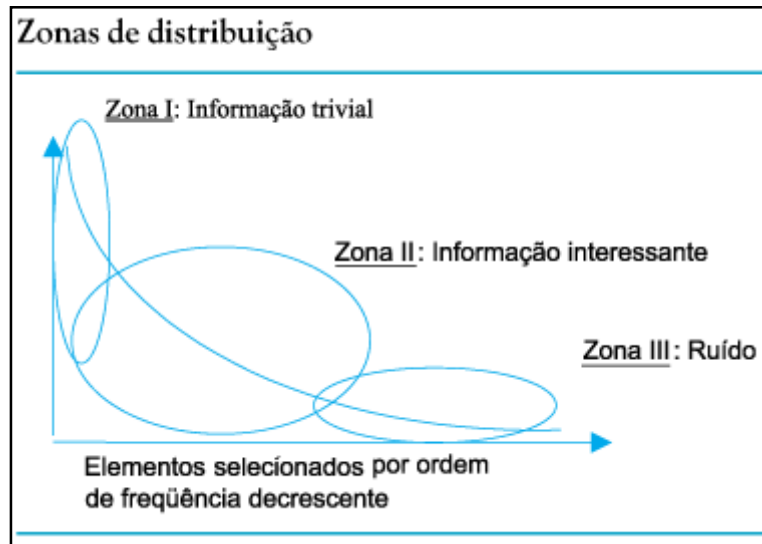 Zonas de distribuição
Zona I: Informação trivial
Zona II: Informação interessante
Zona III: Ruído
Elementos selecionados por ordem
de freqüência decrescente